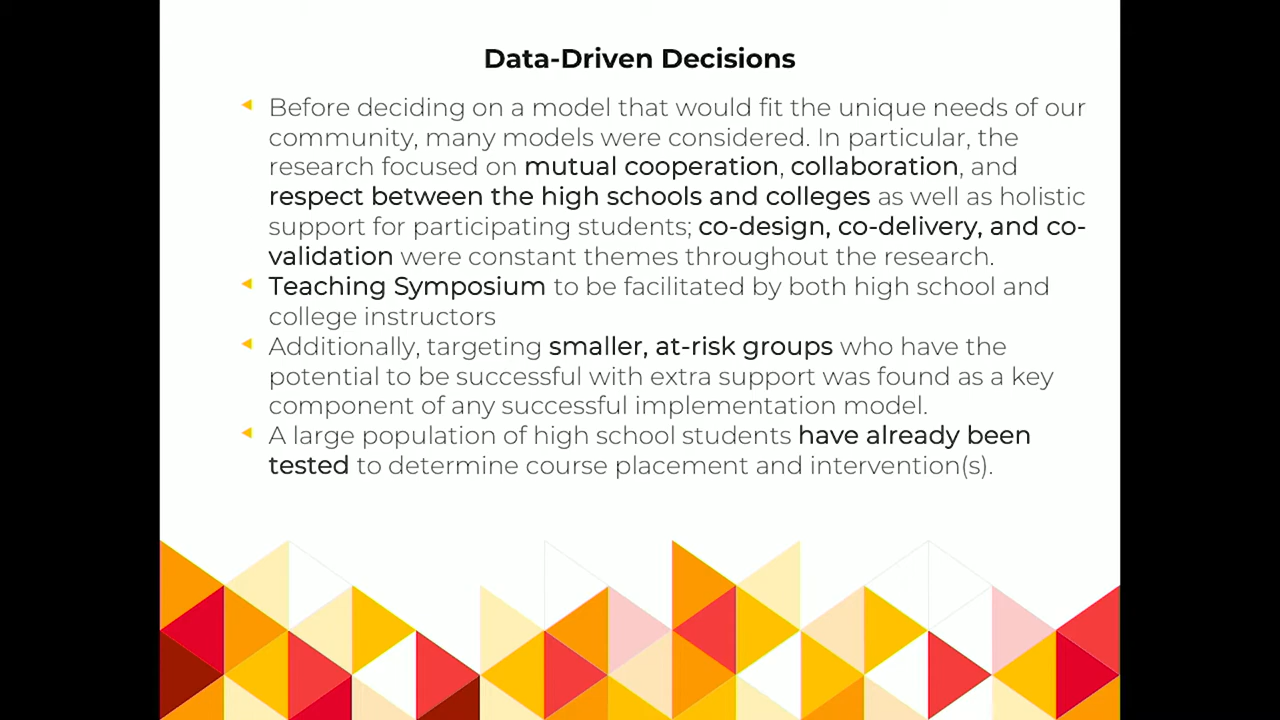 Data-Driven Decisions
Before deciding on a model that would fit the unique needs of our
community, many models were considered. In particular, the
research focused on mutual cooperation, collaboration, and
respect between the high schools and colleges as well as holistic
support for participating students; co-design, co-delivery, and co-
validation were constant themes throughout the research.
Teaching Symposium to be facilitated by both high school and
college instructors
Additionally, targeting smaller, at-risk groups who have the
potential to be successful with extra support was found as a key
component of any successful implementation model.
A large population of high school students have already been
tested to determine course placement and intervention(s).